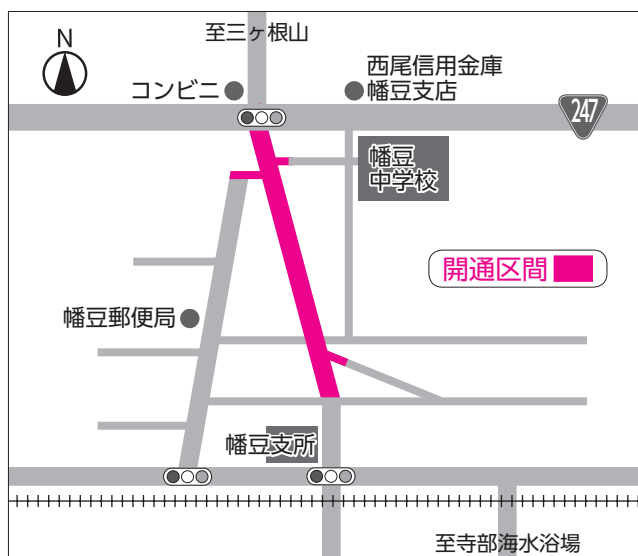 至三ヶ根山
N
コンビニ
西尾信用金庫
幡豆支店
247
幡豆
中学校
開通区間
幡豆郵便局
幡豆支所
至寺部海水浴場